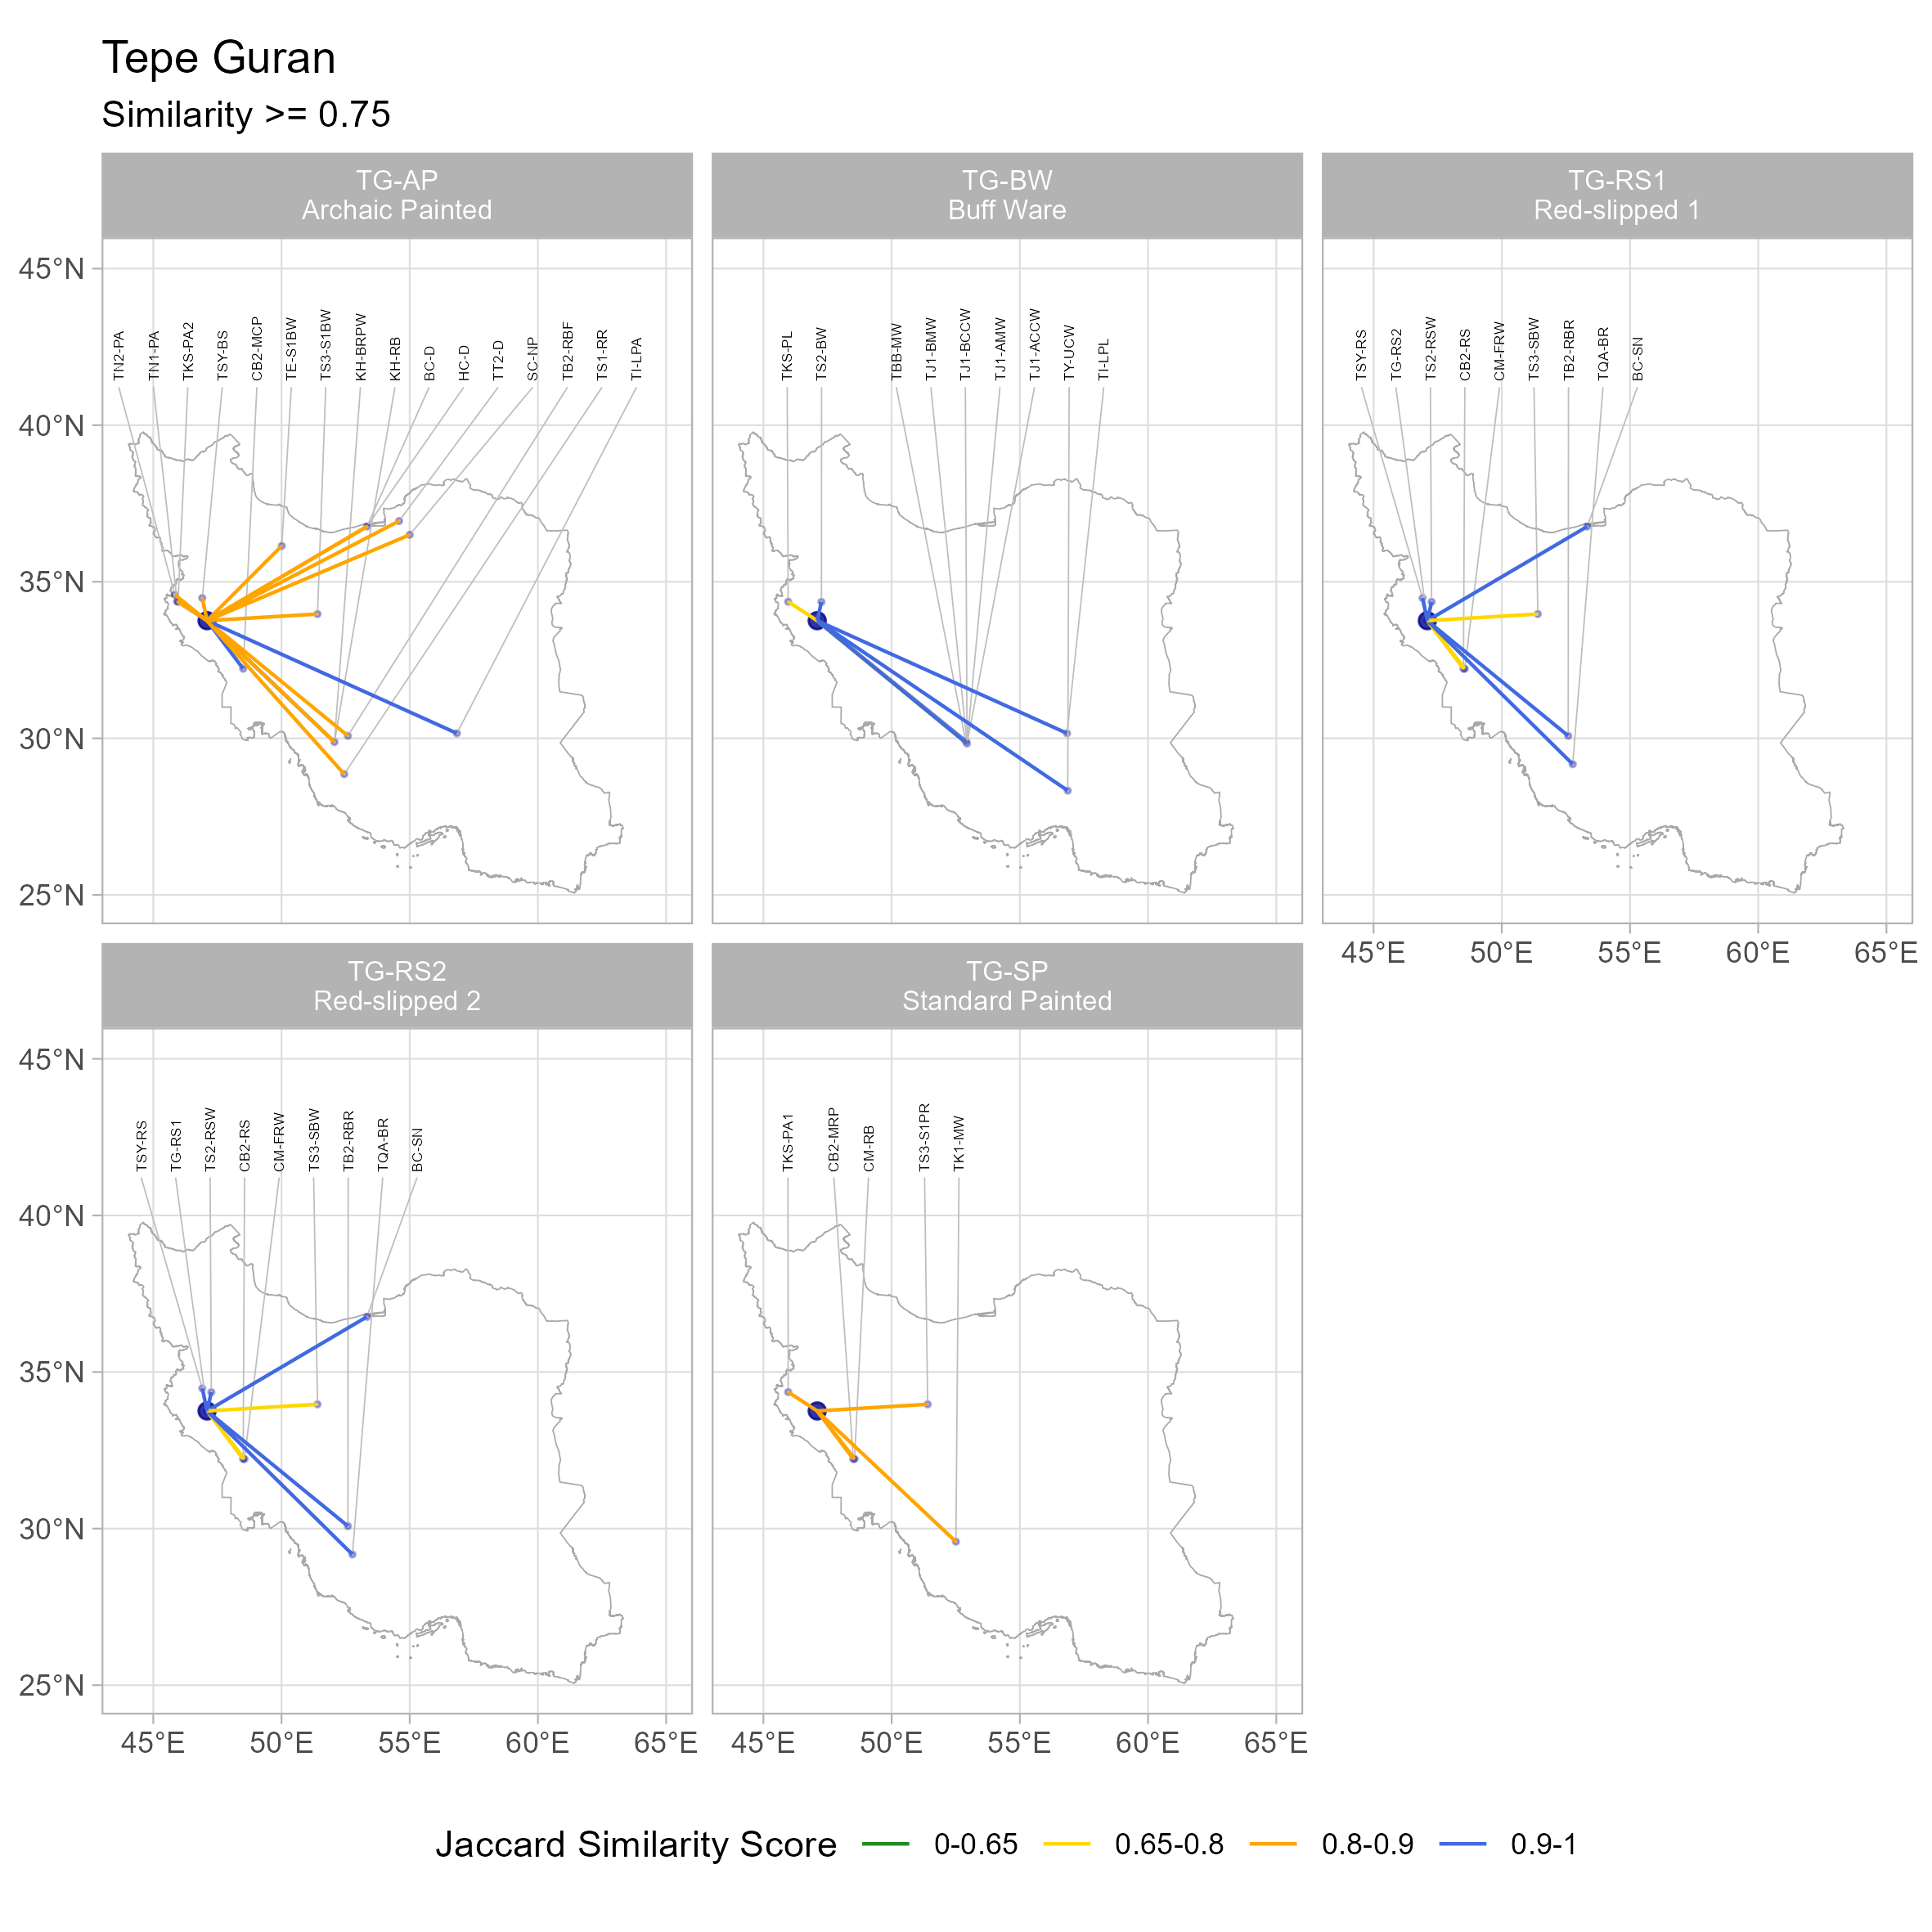 Tepe Guran
Similarity >= 0.75
TG-AP
Archaic Painted
TG-BW
Buff Ware
TG-RS1
Red-slipped 1
45°N
40°N
35°N
30°N
25°N
TN2-PA
TN1-PA
TKS-PA2
TSY-BS
CB2-MCP
TE-S1BW
TS3-S1BW
KH-BRPW
KH-RB
BC-D
HC-D
TT2-D
SC-NP
TB2-RBF
TS1-RR
TI-LPA
TKS-PL
TS2-BW
TBB-MW
TJ1-BMW
TJ1-BCCW
TJ1-AMW
TJ1-ACCW
TY-UCW
TI-LPL
TSY-RS
TG-RS2
TS2-RSW
CB2-RS
CM-FRW
TS3-SBW
TB2-RBR
TQA-BR
BC-SN
45°E 50°E 55°E 60°E 65°E
TG-RS2
Red-slipped 2
TG-SP
Standard Painted
45°N
40°N
35°N
30°N
25°N
TSY-RS
TG-RS1
TS2-RSW
CB2-RS
CM-FRW
TS3-SBW
TB2-RBR
TQA-BR
BC-SN
TKS-PA1
CB2-MRP
CM-RB
TS3-S1PR
TK1-MW
45°E 50°E 55°E 60°E 65°E
45°E 50°E 55°E 60°E 65°E
Jaccard Similarity Score 0-0.65 0.65-0.8 0.8-0.9 0.9-1